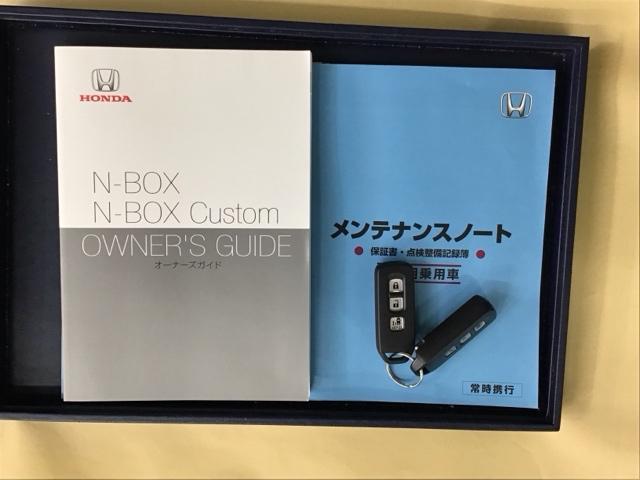 HONDA
N-BOX
N-BOX Custom
OWNER'S GUIDE
オーナーズガイド
メンテナンスノート
保証書・点検整備記録簿
用乗用車
常時携行